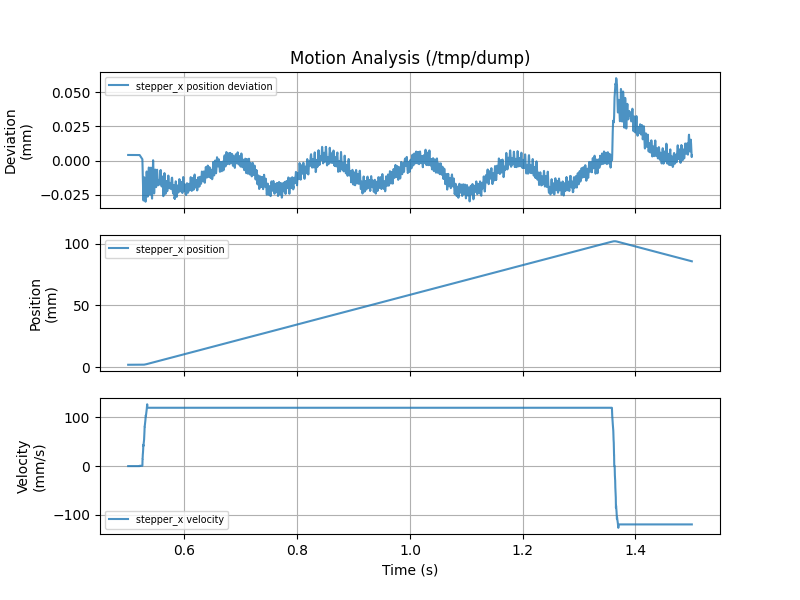 Motion Analysis (/tmp/dump)
Deviation
(mm)
0.050
0.025
0.000
−0.025
stepper_x position deviation
Position
(mm)
100
50
0
stepper_x position
Velocity
(mm/s)
100
0
−100
stepper_x velocity
0.6 0.8 1.0 1.2 1.4
Time (s)